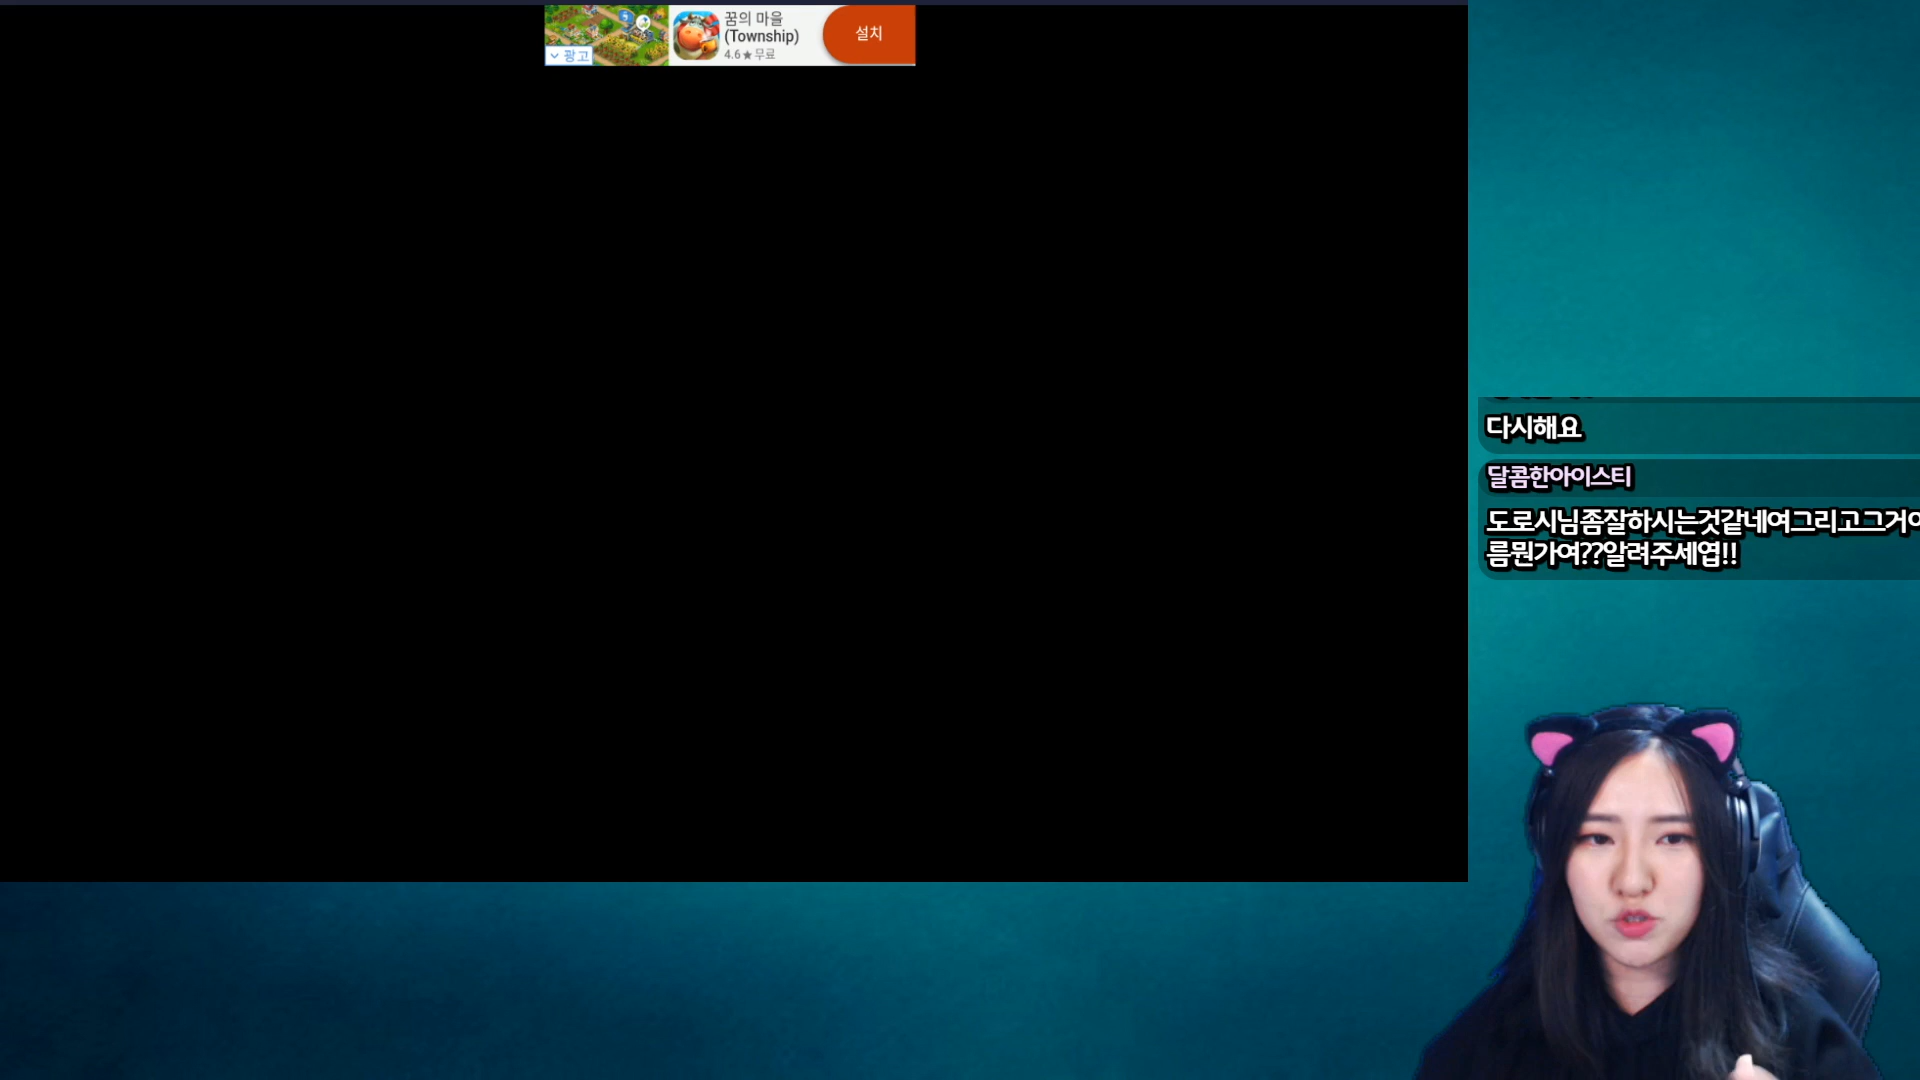 꿈의 마을
(Township)
4.6★ 무료
설치
광고
다시해요
달콤한아이스티
도로시님좀잘하시는것같네여그리고그거이
름뭔가여??알려주세엽!!